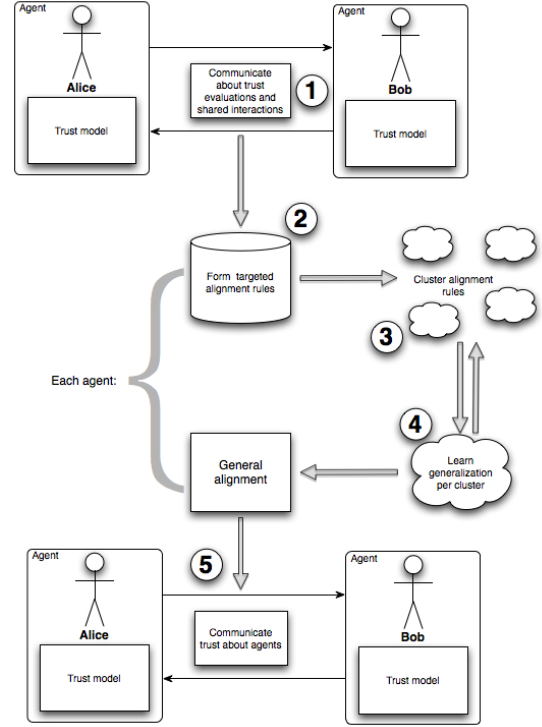 Agent
Agent
Alice
Bob
Trust model
Trust model
Communicate
about trust
evaluations and
shared interactions
1
2
Form targeted
alignment rules
Cluster alignment
rules
3
Each agent:
4
Learn
generalization
per cluster
General
alignment
5
Agent
Agent
Alice
Bob
Communicate
trust about agents
Trust model
Trust model